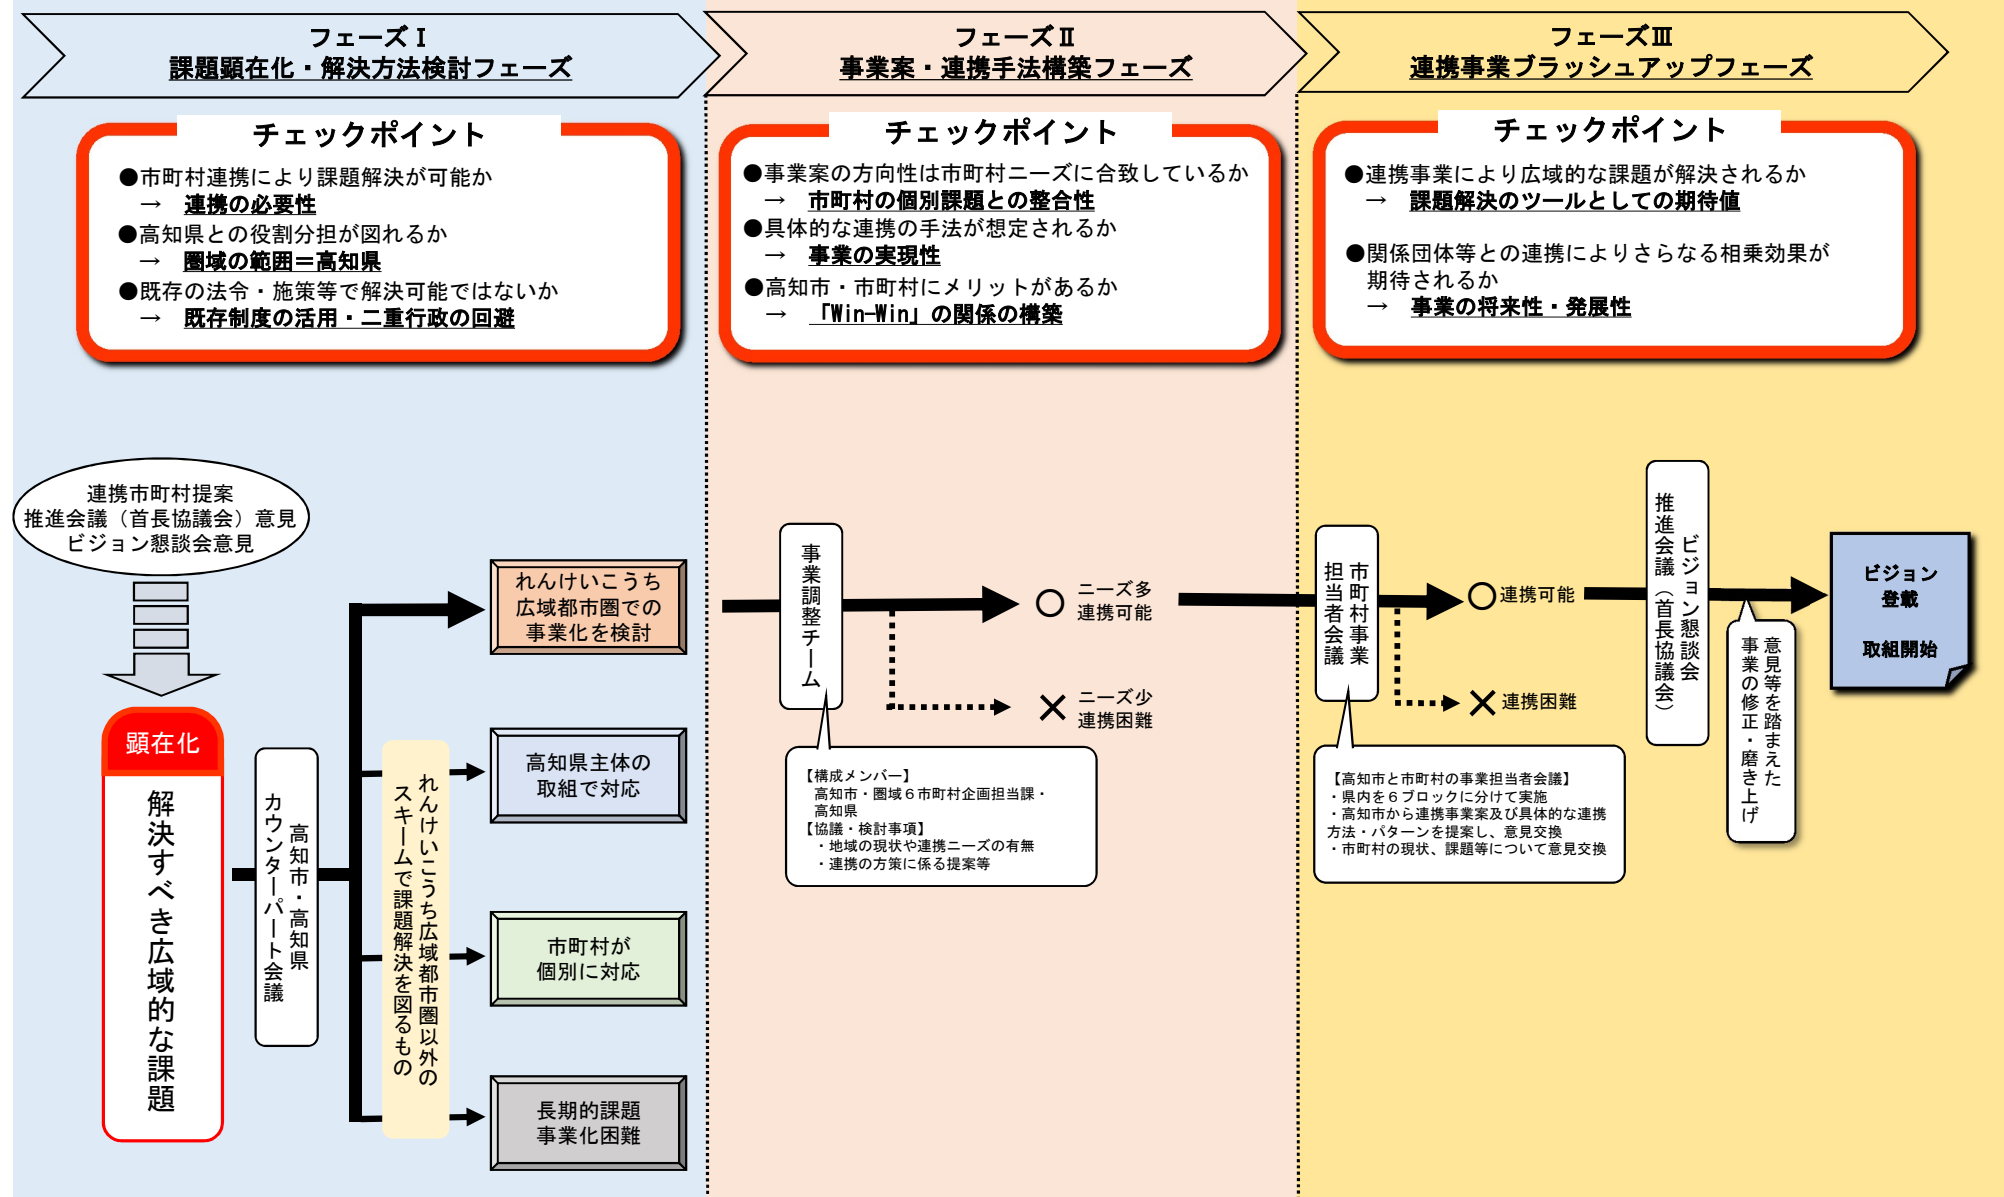 フェーズⅠ
課題顕在化・解決方法検討フェーズ
チェックポイント
●市町村連携により課題解決が可能か
→ 連携の必要性
●高知県との役割分担が図れるか
→ 圏域の範囲＝高知県
●既存の法令・施策等で解決可能ではないか
→ 既存制度の活用・二重行政の回避
連携市町村提案
推進会議（首長協議会）意見
ビジョン懇談会意見
顕在化
解決すべき広域的な課題
高知市・高知県
カウンターパート会議
れんけいこうち広域都市圏以外の
スキームで課題解決を図るもの
れんけいこうち
広域都市圏での
事業化を検討
高知県主体の
取組で対応
市町村が
個別に対応
長期的課題
事業化困難
フェーズⅡ
事業案・連携手法構築フェーズ
チェックポイント
●事業案の方向性は市町村ニーズに合致しているか
→ 市町村の個別課題との整合性
●具体的な連携の手法が想定されるか
→ 事業の実現性
●高知市・市町村にメリットがあるか
→ 「Win-Win」の関係の構築
事業調整チーム
○ ニーズ多
連携可能
× ニーズ少
連携困難
【構成メンバー】
高知市・圏域６市町村企画担当課・
高知県
【協議・検討事項】
・地域の現状や連携ニーズの有無
・連携の方策に係る提案等
フェーズⅢ
連携事業ブラッシュアップフェーズ
チェックポイント
●連携事業により広域的な課題が解決されるか
→ 課題解決のツールとしての期待値
●関係団体等との連携によりさらなる相乗効果が
期待されるか
→ 事業の将来性・発展性
市町村事業
担当者会議
○連携可能
×連携困難
【高知市と市町村の事業担当者会議】
・県内を６ブロックに分けて実施
・高知市から連携事業案及び具体的な連携
方法・パターンを提案し、意見交換
・市町村の現状、課題等について意見交換
ビジョン懇談会
推進会議（首長協議会）
意見等を踏まえた
事業の修正・磨き上げ
ビジョン
登載
取組開始